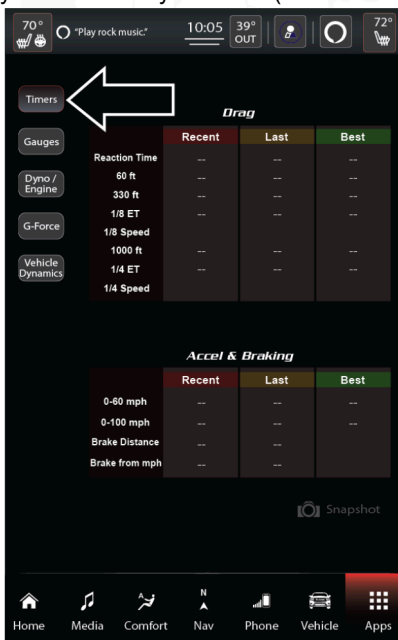 70° "Play rock music." 10:05 39° OUT 72°
Timers
Gauges
Dyno / Engine
G-Force
Vehicle Dynamics
Drag
Recent Last Best
Reaction Time -- -- --
60 ft -- -- --
330 ft -- -- --
1/8 ET -- -- --
1/8 Speed
1000 ft -- -- --
1/4 ET -- -- --
1/4 Speed
Accel & Braking
Recent Last Best
0-60 mph -- -- --
0-100 mph -- -- --
Brake Distance -- --
Brake from mph -- --
Snapshot
A
N
Home Media Comfort Nav Phone Vehicle Apps